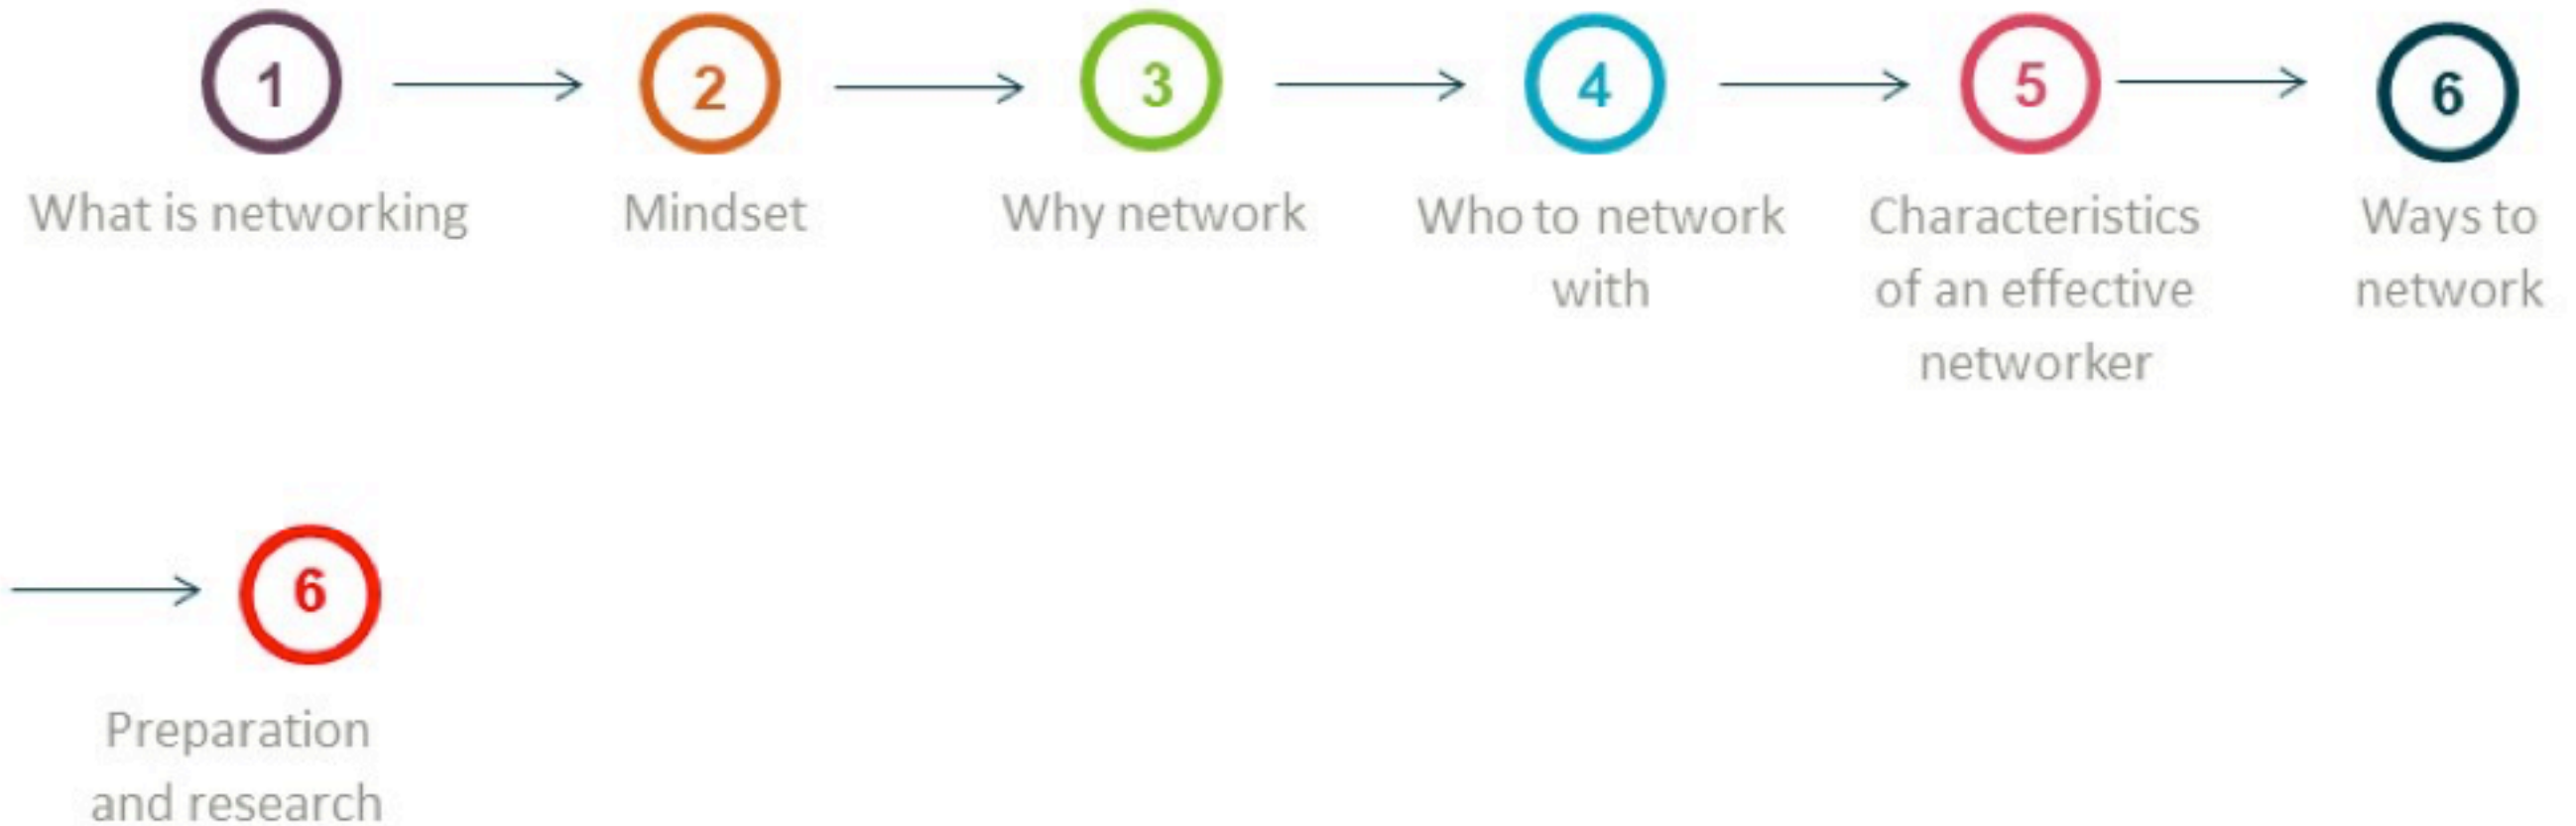 1
2
3
4
5
6
What is networking
Mindset
Why network
Who to network
with
Characteristics
of an effective
networker
Ways to
network
6
Preparation
and research